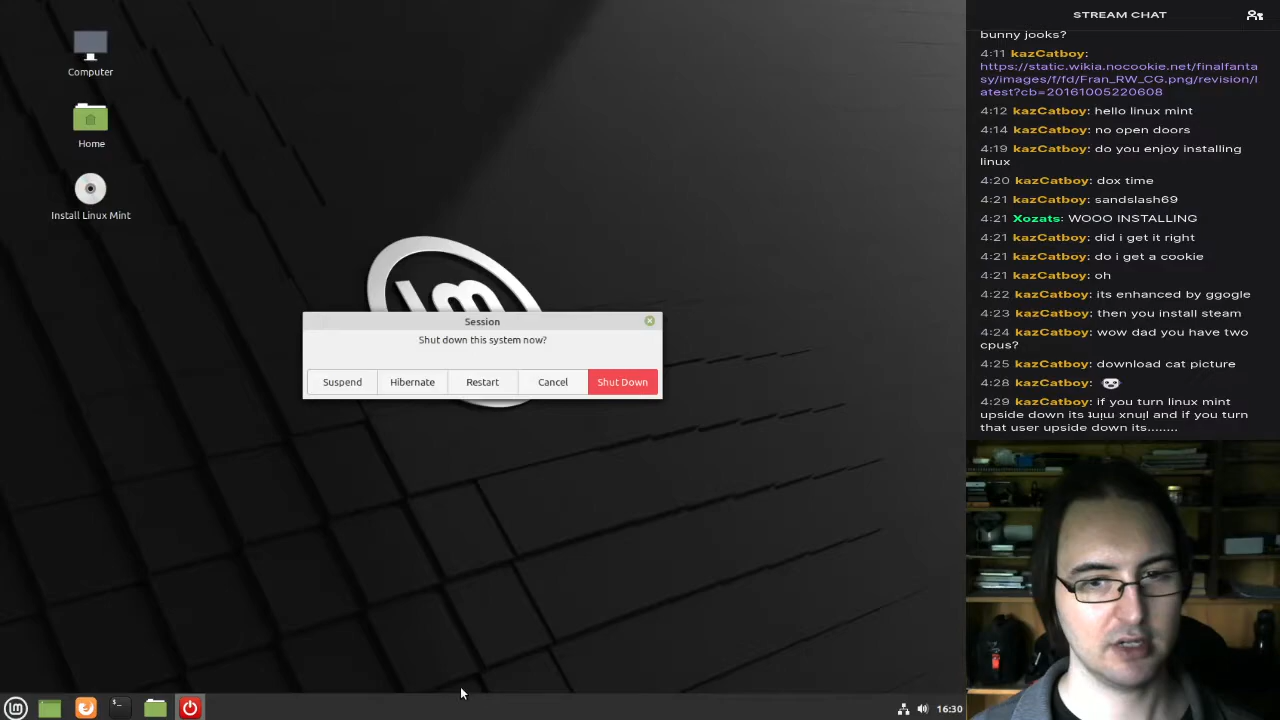 Computer
Home
Install Linux Mint
Session
Shut down this system now?
Suspend
Hibernate
Restart
Cancel
Shut Down
16:30
STREAM CHAT
bunny jooks?
4:11 kazCatboy:
https://static.wikia.nocookie.net/finalfanta
sy/images/f/fd/Fran_RW_CG.png/revision/l
atest?cb=20161005220608
4:12 kazCatboy: hello linux mint
4:14 kazCatboy: no open doors
4:19 kazCatboy: do you enjoy installing
linux
4:20 kazCatboy: dox time
4:21 kazCatboy: sandslash69
4:21 Xozats: WOOO INSTALLING
4:21 kazCatboy: did i get it right
4:21 kazCatboy: do i get a cookie
4:21 kazCatboy: oh
4:22 kazCatboy: its enhanced by ggogle
4:23 kazCatboy: then you install steam
4:24 kazCatboy: wow dad you have two
cpus?
4:25 kazCatboy: download cat picture
4:28 kazCatboy:
4:29 kazCatboy: if you turn linux mint
upside down its ʇuıɯ xnuıl and if you turn
that user upside down its........